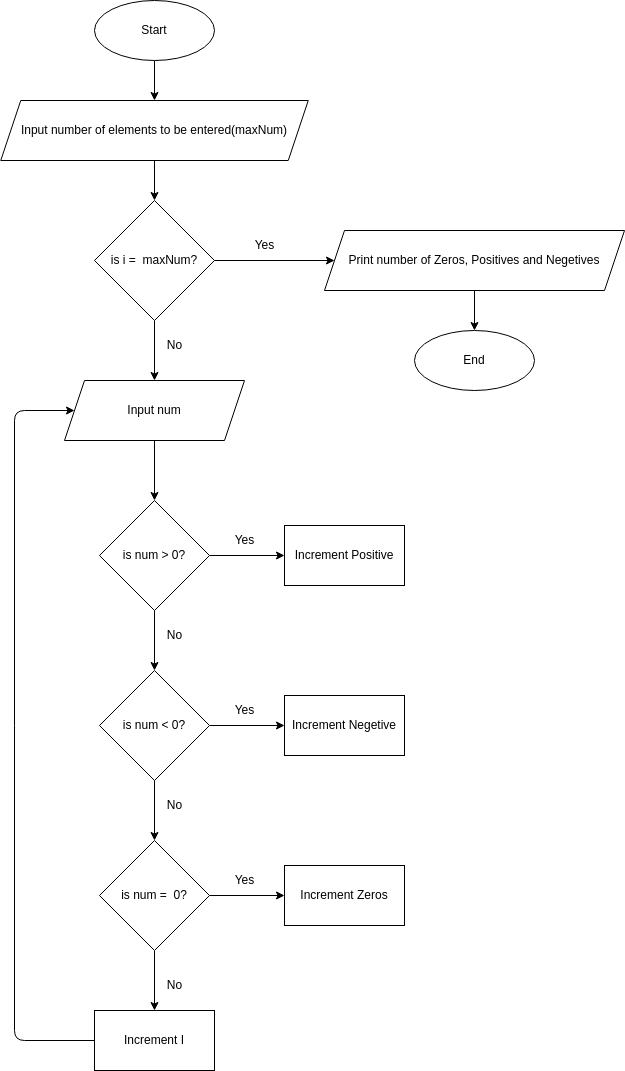 Start
Input number of elements to be entered(maxNum)
is i =  maxNum?
Yes
Print number of Zeros, Positives and Negetives
End
No
Input num
is num > 0?
Yes
Increment Positive
No
is num < 0?
Yes
Increment Negetive
No
is num =  0?
Yes
Increment Zeros
No
Increment I